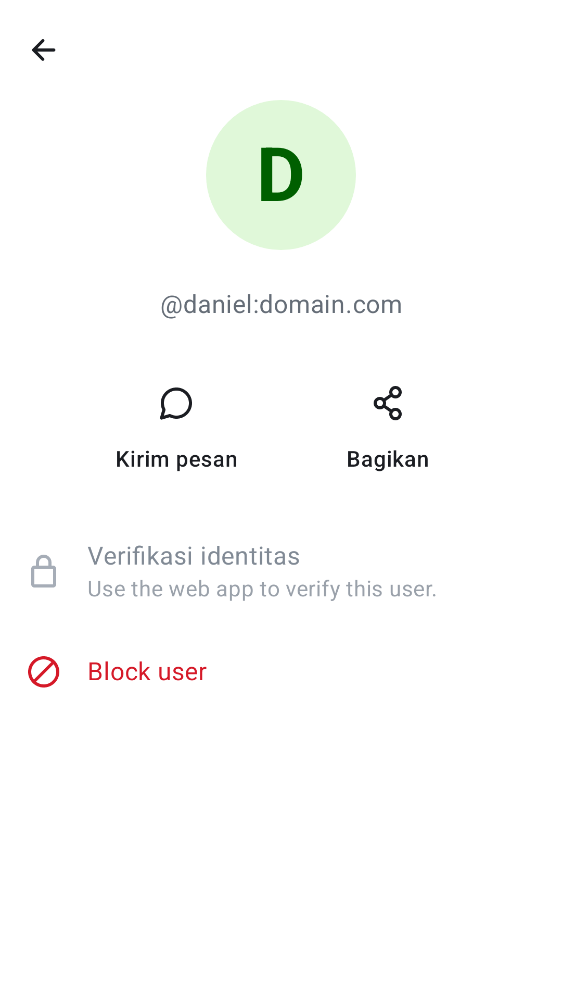 D
@daniel:domain.com
Kirim pesan
Bagikan
Verifikasi identitas
Use the web app to verify this user.
Block user